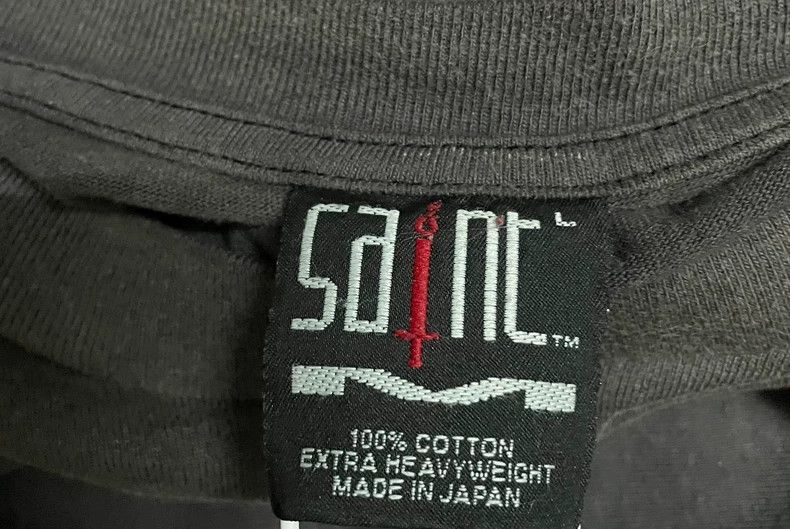 saint L
TM
100% COTTON
EXTRA HEAVYWEIGHT
MADE IN JAPAN